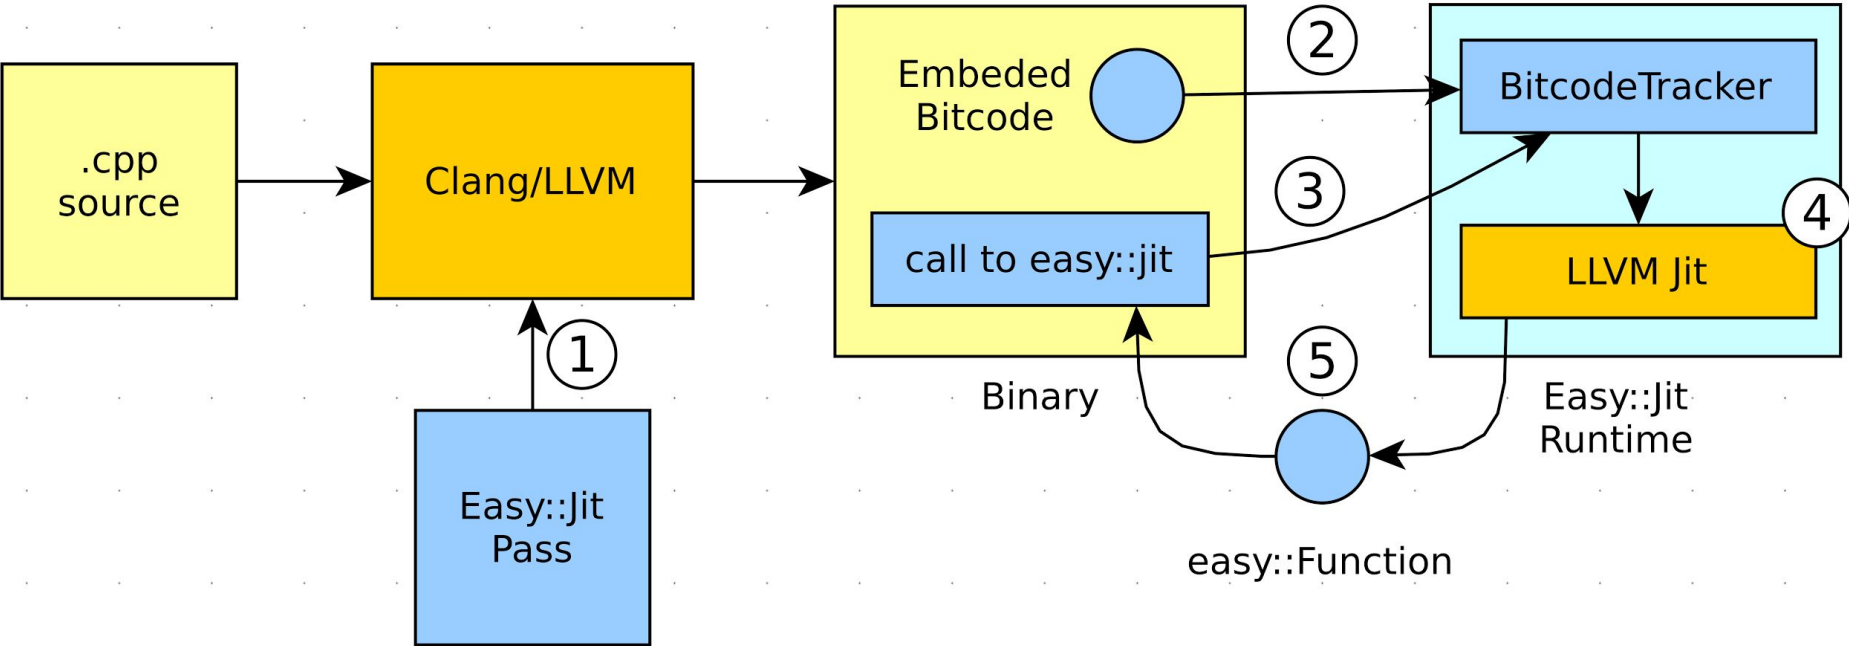 .cpp
source
Clang/LLVM
1
Easy::Jit
Pass
Embeded
Bitcode
call to easy::jit
Binary
2
3
BitcodeTracker
4
LLVM Jit
Easy::Jit
Runtime
5
easy::Function